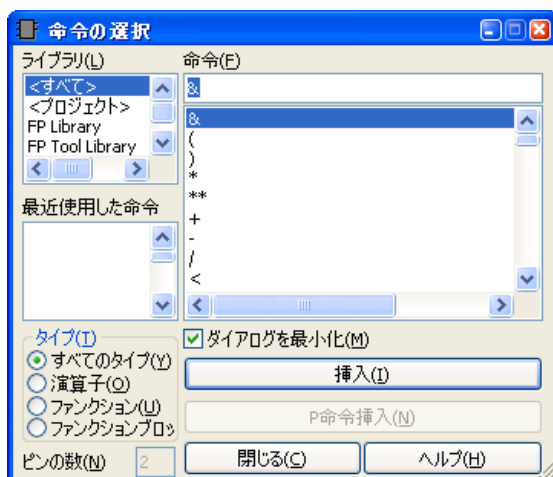 命令の選択
ライブラリ(L)
<すべて>
<プロジェクト>
FP Library
FP Tool Library
最近使用した命令
タイプ(T)
すべてのタイプ(Y)
演算子(O)
ファンクション(U)
ファンクションブロッ
ピンの数(N) 2
命令(F)
&
&
(
)
*
**
+
-
/
<
ダイアログを最小化(M)
挿入(I)
P命令挿入(N)
閉じる(C)
ヘルプ(H)